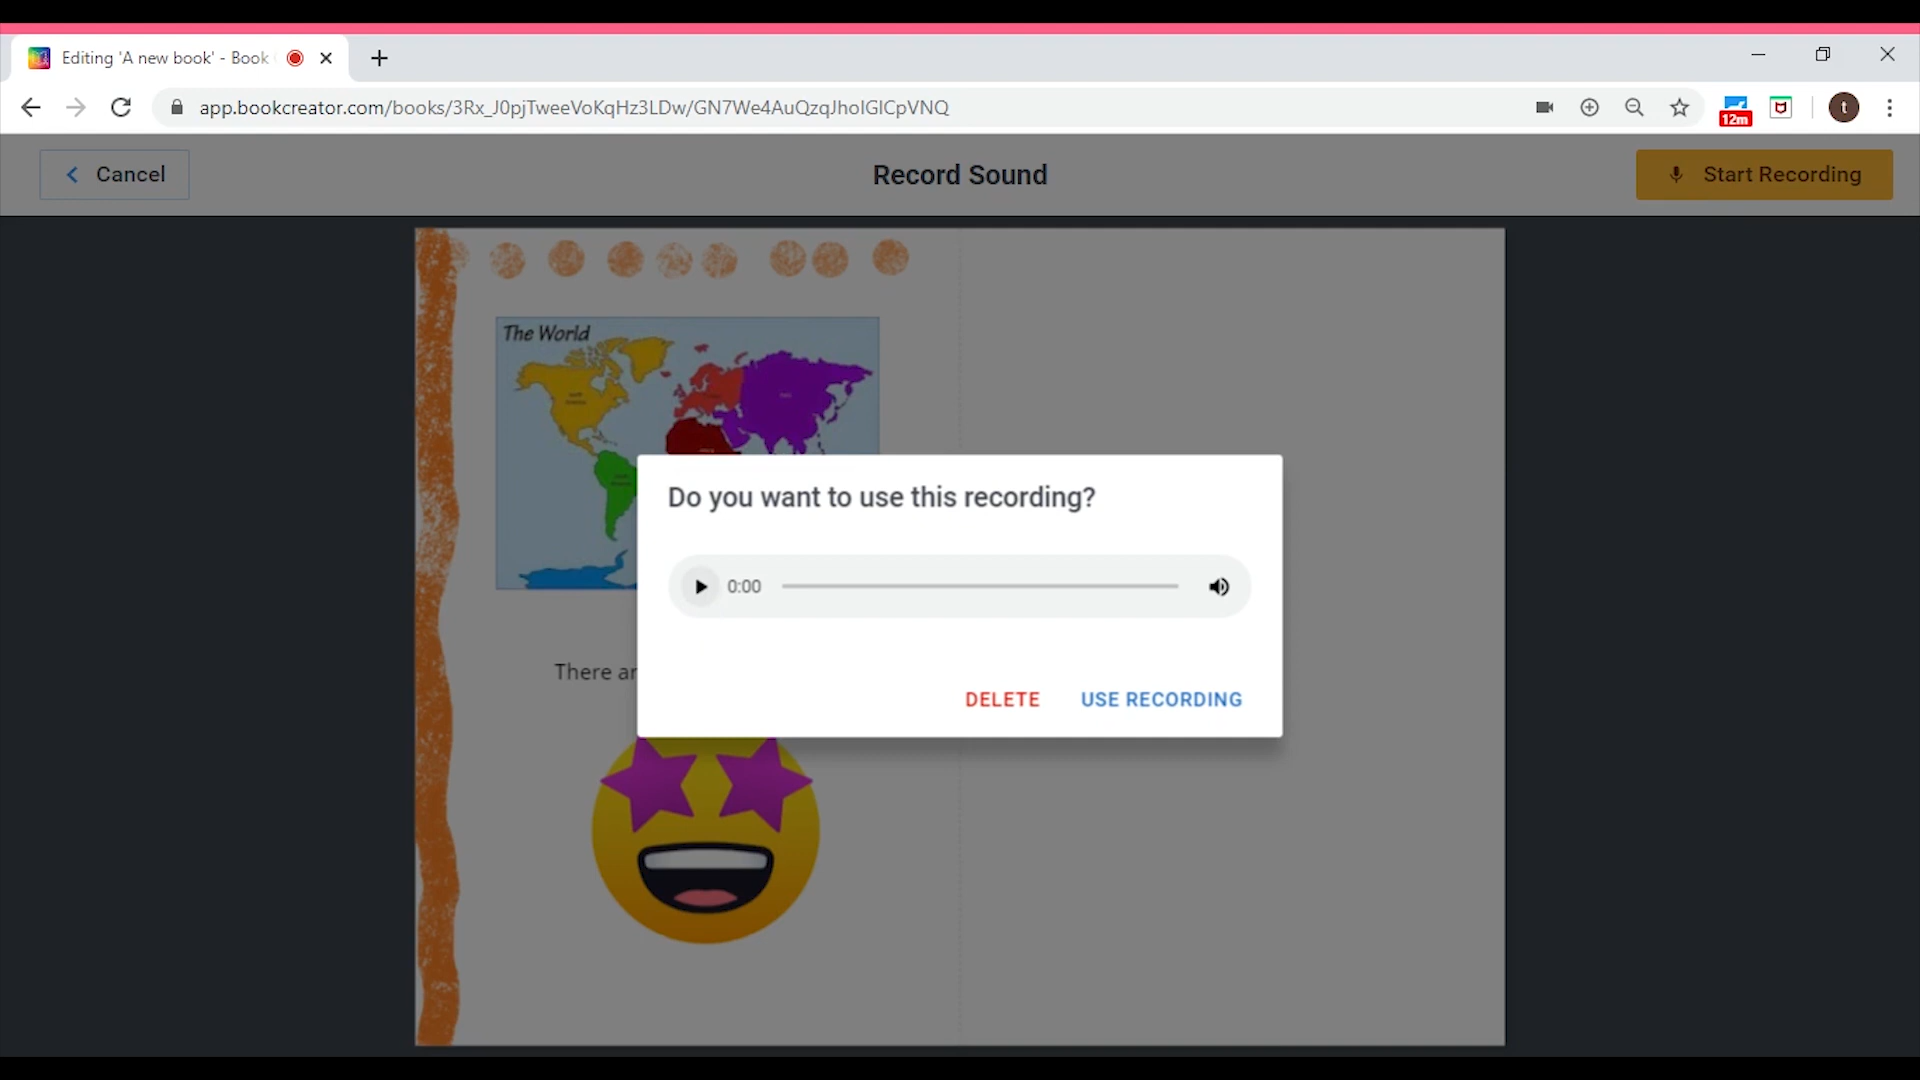 Editing 'A new book' - Book
app.bookcreator.com/books/3Rx_J0pjTweeVoKqHz3LDw/GN7We4AuQzqJhoIGlCpVNQ
12m
t
Cancel
Record Sound
Start Recording
The World
Do you want to use this recording?
0:00
There ar
DELETE
USE RECORDING